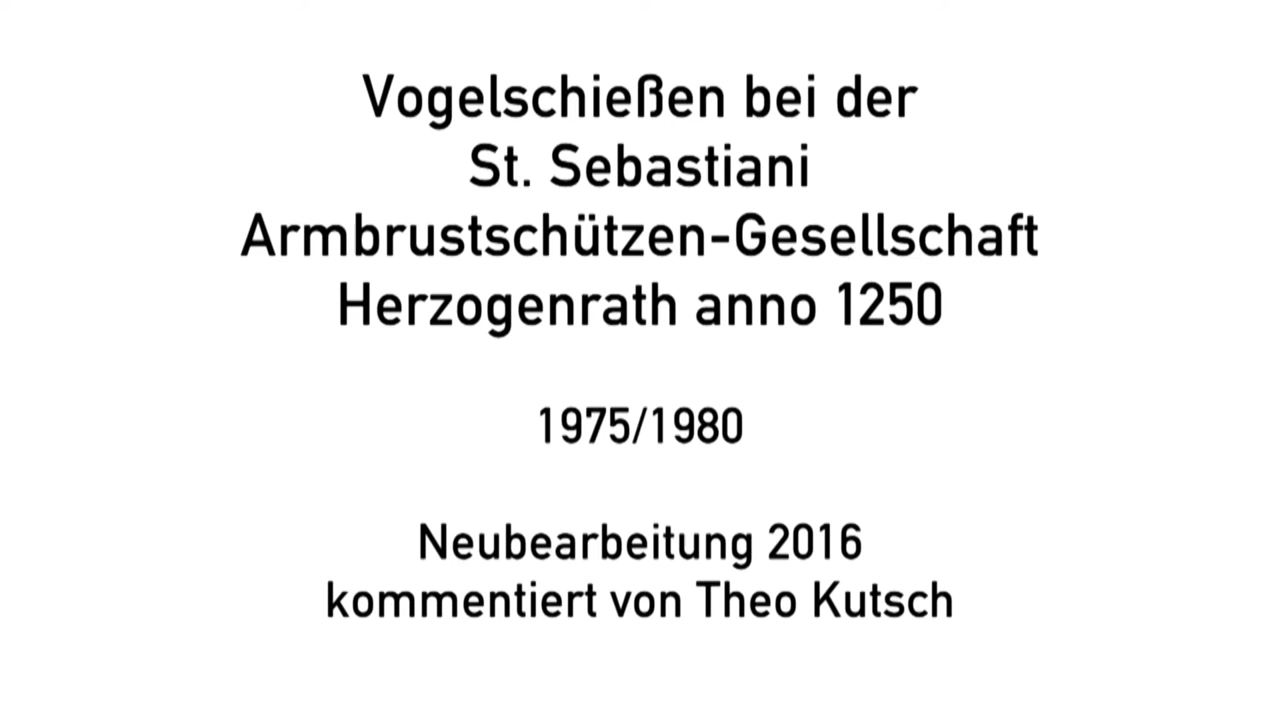 Vogelschießen bei der
St. Sebastiani
Armbrustschützen-Gesellschaft
Herzogenrath anno 1250
1975/1980
Neubearbeitung 2016
kommentiert von Theo Kutsch